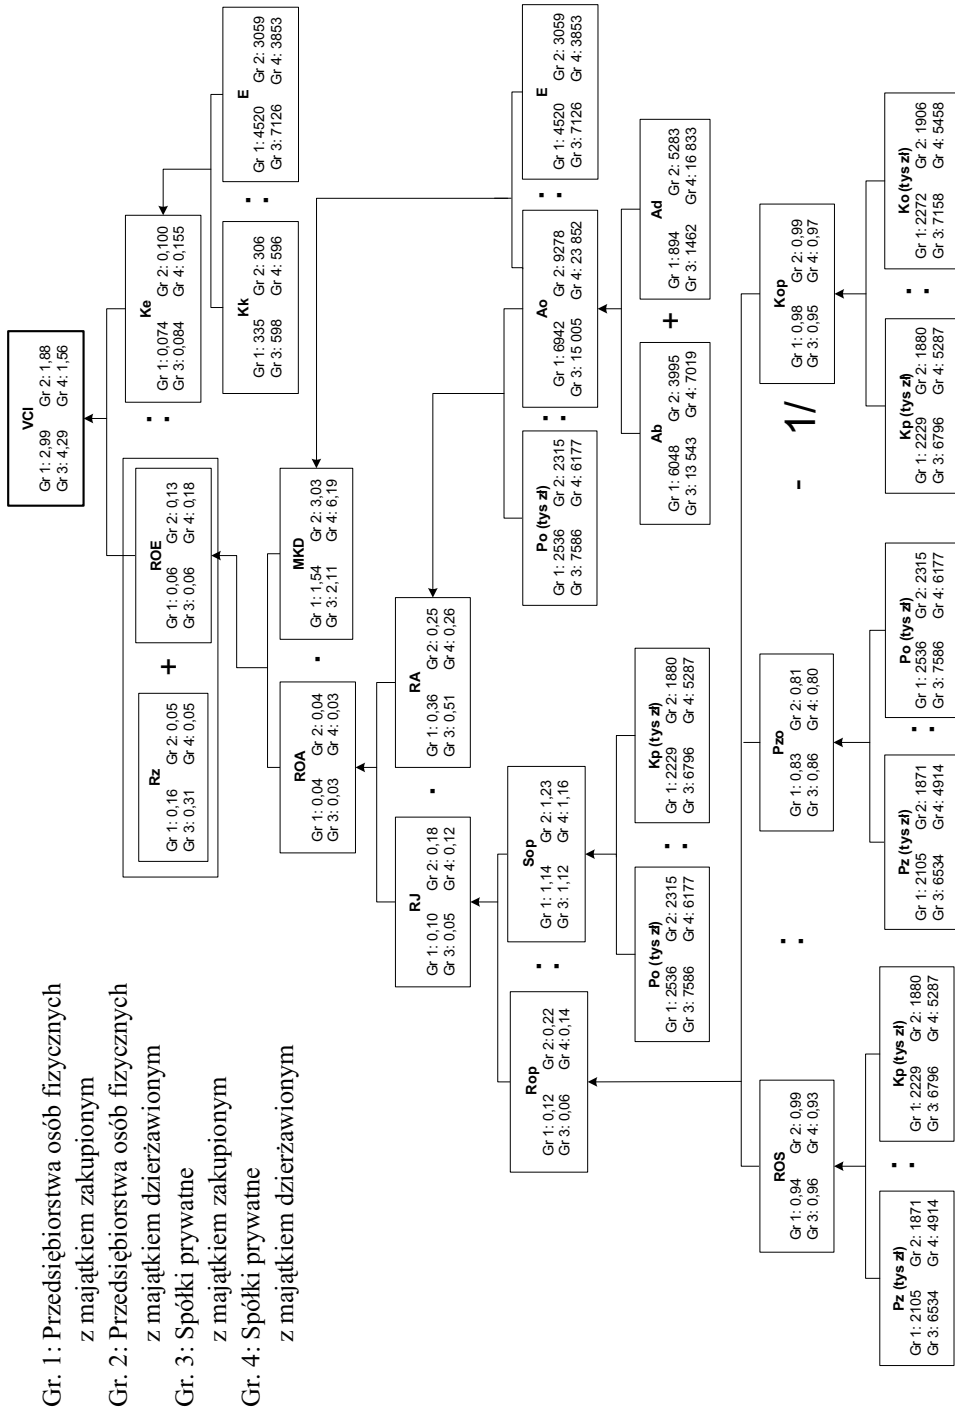 Gr. 1: Przedsiębiorstwa osób fizycznych
z majątkiem zakupionym
Gr. 2: Przedsiębiorstwa osób fizycznych
z majątkiem dzierżawionym
Gr. 3: Spółki prywatne
z majątkiem zakupionym
Gr. 4: Spółki prywatne
z majątkiem dzierżawionym
VCI
Gr 1: 2,99 Gr 2: 1,88
Gr 3: 4,29 Gr 4: 1,56
Rz
Gr 1: 0,16 Gr 2: 0,05
Gr 3: 0,31 Gr 4: 0,05
+
ROE
Gr 1: 0,06 Gr 2: 0,13
Gr 3: 0,06 Gr 4: 0,18
:
Ke
Gr 1: 0,074 Gr 2: 0,100
Gr 3: 0,084 Gr 4: 0,155
Kk
Gr 1: 335 Gr 2: 306
Gr 3: 598 Gr 4: 596
:
E
Gr 1: 4520 Gr 2: 3059
Gr 3: 7126 Gr 4: 3853
ROA
Gr 1: 0,04 Gr 2: 0,04
Gr 3: 0,03 Gr 4: 0,03
·
MKD
Gr 1: 1,54 Gr 2: 3,03
Gr 3: 2,11 Gr 4: 6,19
RJ
Gr 1: 0,10 Gr 2: 0,18
Gr 3: 0,05 Gr 4: 0,12
·
RA
Gr 1: 0,36 Gr 2: 0,25
Gr 3: 0,51 Gr 4: 0,26
Rop
Gr 1: 0,12 Gr 2: 0,22
Gr 3: 0,06 Gr 4: 0,14
:
Sop
Gr 1: 1,14 Gr 2: 1,23
Gr 3: 1,12 Gr 4: 1,16
Po (tys zł)
Gr 1: 2536 Gr 2: 2315
Gr 3: 7586 Gr 4: 6177
:
Ao
Gr 1: 6942 Gr 2: 9278
Gr 3: 15 005 Gr 4: 23 852
:
E
Gr 1: 4520 Gr 2: 3059
Gr 3: 7126 Gr 4: 3853
Po (tys zł)
Gr 1: 2536 Gr 2: 2315
Gr 3: 7586 Gr 4: 6177
:
Kp (tys zł)
Gr 1: 2229 Gr 2: 1880
Gr 3: 6796 Gr 4: 5287
Ab
Gr 1: 6048 Gr 2: 3995
Gr 3: 13 543 Gr 4: 7019
+
Ad
Gr 1: 894 Gr 2: 5283
Gr 3: 1462 Gr 4: 16 833
ROS
Gr 1: 0,94 Gr 2: 0,99
Gr 3: 0,96 Gr 4: 0,93
:
Pzo
Gr 1: 0,83 Gr 2: 0,81
Gr 3: 0,86 Gr 4: 0,80
- 1/
Kop
Gr 1: 0,98 Gr 2: 0,99
Gr 3: 0,95 Gr 4: 0,97
Pz (tys zł)
Gr 1: 2105 Gr 2: 1871
Gr 3: 6534 Gr 4: 4914
:
Kp (tys zł)
Gr 1: 2229 Gr 2: 1880
Gr 3: 6796 Gr 4: 5287
Pz (tys zł)
Gr 1: 2105 Gr 2: 1871
Gr 3: 6534 Gr 4: 4914
:
Po (tys zł)
Gr 1: 2536 Gr 2: 2315
Gr 3: 7586 Gr 4: 6177
Kp (tys zł)
Gr 1: 2229 Gr 2: 1880
Gr 3: 6796 Gr 4: 5287
:
Ko (tys zł)
Gr 1: 2272 Gr 2: 1906
Gr 3: 7158 Gr 4: 5458